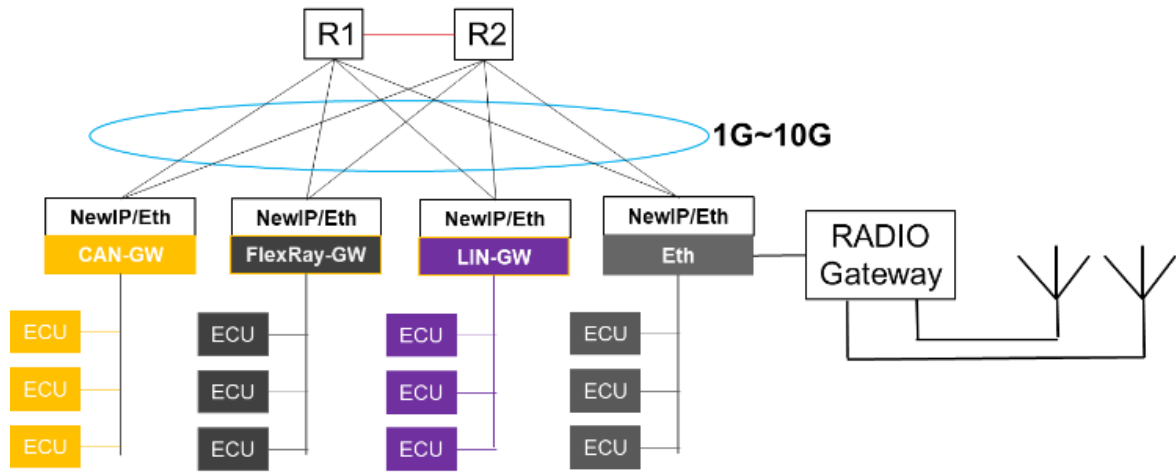 R1
R2
1G~10G
NewIP/Eth
NewIP/Eth
NewIP/Eth
NewIP/Eth
CAN-GW
FlexRay-GW
LIN-GW
Eth
RADIO
Gateway
ECU
ECU
ECU
ECU
ECU
ECU
ECU
ECU
ECU
ECU
ECU
ECU